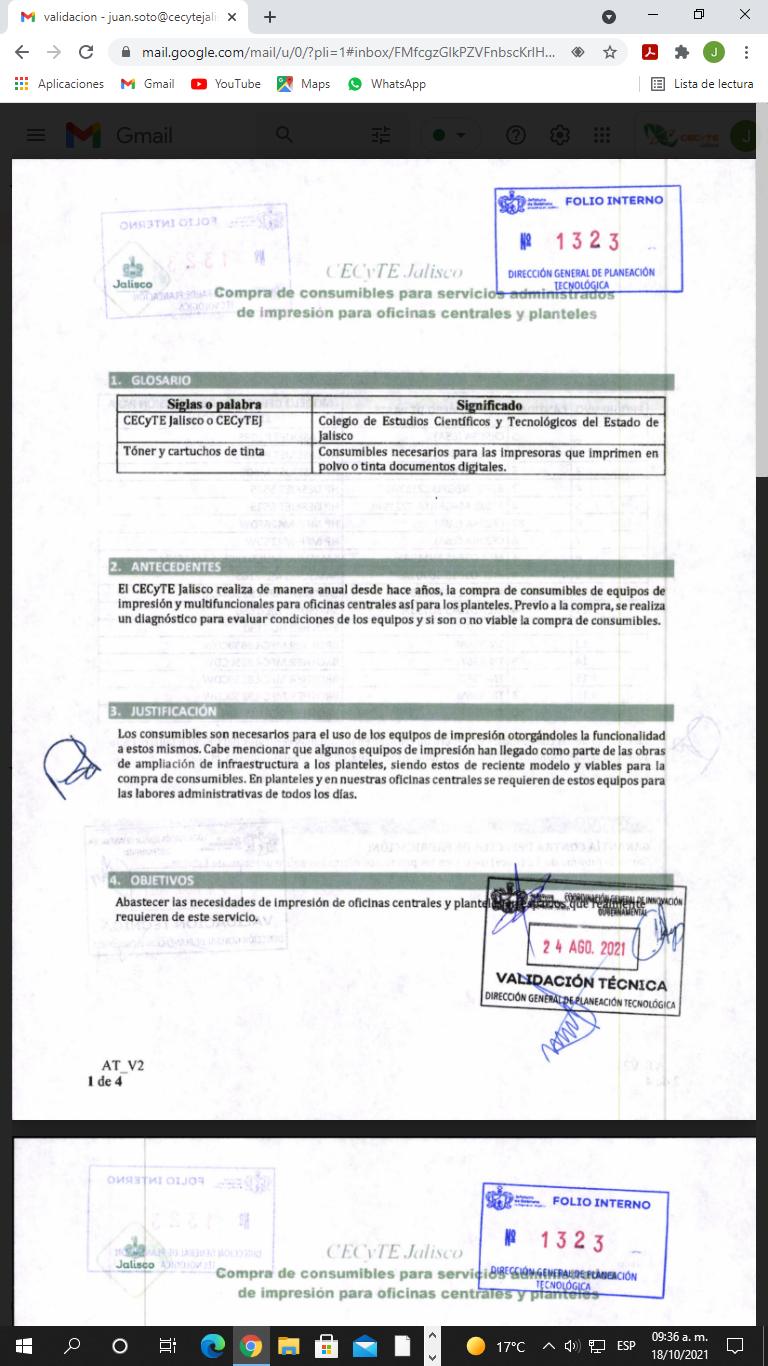 validacion - juan.soto@cecytejali
mail.google.com/mail/u/0/?pli=1#inbox/FMfcgzGlkPZVFnbscKrlH...
J
Aplicaciones
Gmail
YouTube
Maps
WhatsApp
Lista de lectura
Gmail
CECyTE
J
FOLIO INTERNO
Nº 1323
DIRECCIÓN GENERAL DE PLANEACIÓN
TECNOLÓGICA
Jalisco
CECyTE Jalisco
Compra de consumibles para servicios administrados
de impresión para oficinas centrales y planteles
1. GLOSARIO
Siglas o palabra Significado
CECyTE Jalisco o CECyTEJ Colegio de Estudios Científicos y Tecnológicos del Estado de
Jalisco
Tóner y cartuchos de tinta Consumibles necesarios para las impresoras que imprimen en
polvo o tinta documentos digitales.
2. ANTECEDENTES
El CECyTE Jalisco realiza de manera anual desde hace años, la compra de consumibles de equipos de
impresión y multifuncionales para oficinas centrales así para los planteles. Previo a la compra, se realiza
un diagnóstico para evaluar condiciones de los equipos y si son o no viable la compra de consumibles.
3. JUSTIFICACIÓN
Los consumibles son necesarios para el uso de los equipos de impresión otorgándoles la funcionalidad
a estos mismos. Cabe mencionar que algunos equipos de impresión han llegado como parte de las obras
de ampliación de infraestructura a los planteles, siendo estos de reciente modelo y viables para la
compra de consumibles. En planteles y en nuestras oficinas centrales se requieren de estos equipos para
las labores administrativas de todos los días.
4. OBJETIVOS
Abastecer las necesidades de impresión de oficinas centrales y que realmente
requieren de este servicio.
COORDINACIÓN GENERAL DE INNOVACIÓN
GUBERNAMENTAL
24 AGO. 2021
VALIDACIÓN TÉCNICA
DIRECCIÓN GENERAL DE PLANEACIÓN TECNOLÓGICA
AT_V2
1 de 4
FOLIO INTERNO
Nº 1323
DIRECCIÓN GENERAL DE PLANEACIÓN
TECNOLÓGICA
Jalisco
CECyTE Jalisco
Compra de consumibles para servicios administrados
de impresión para oficinas centrales y planteles
17°C
ESP
09:36 a. m.
18/10/2021